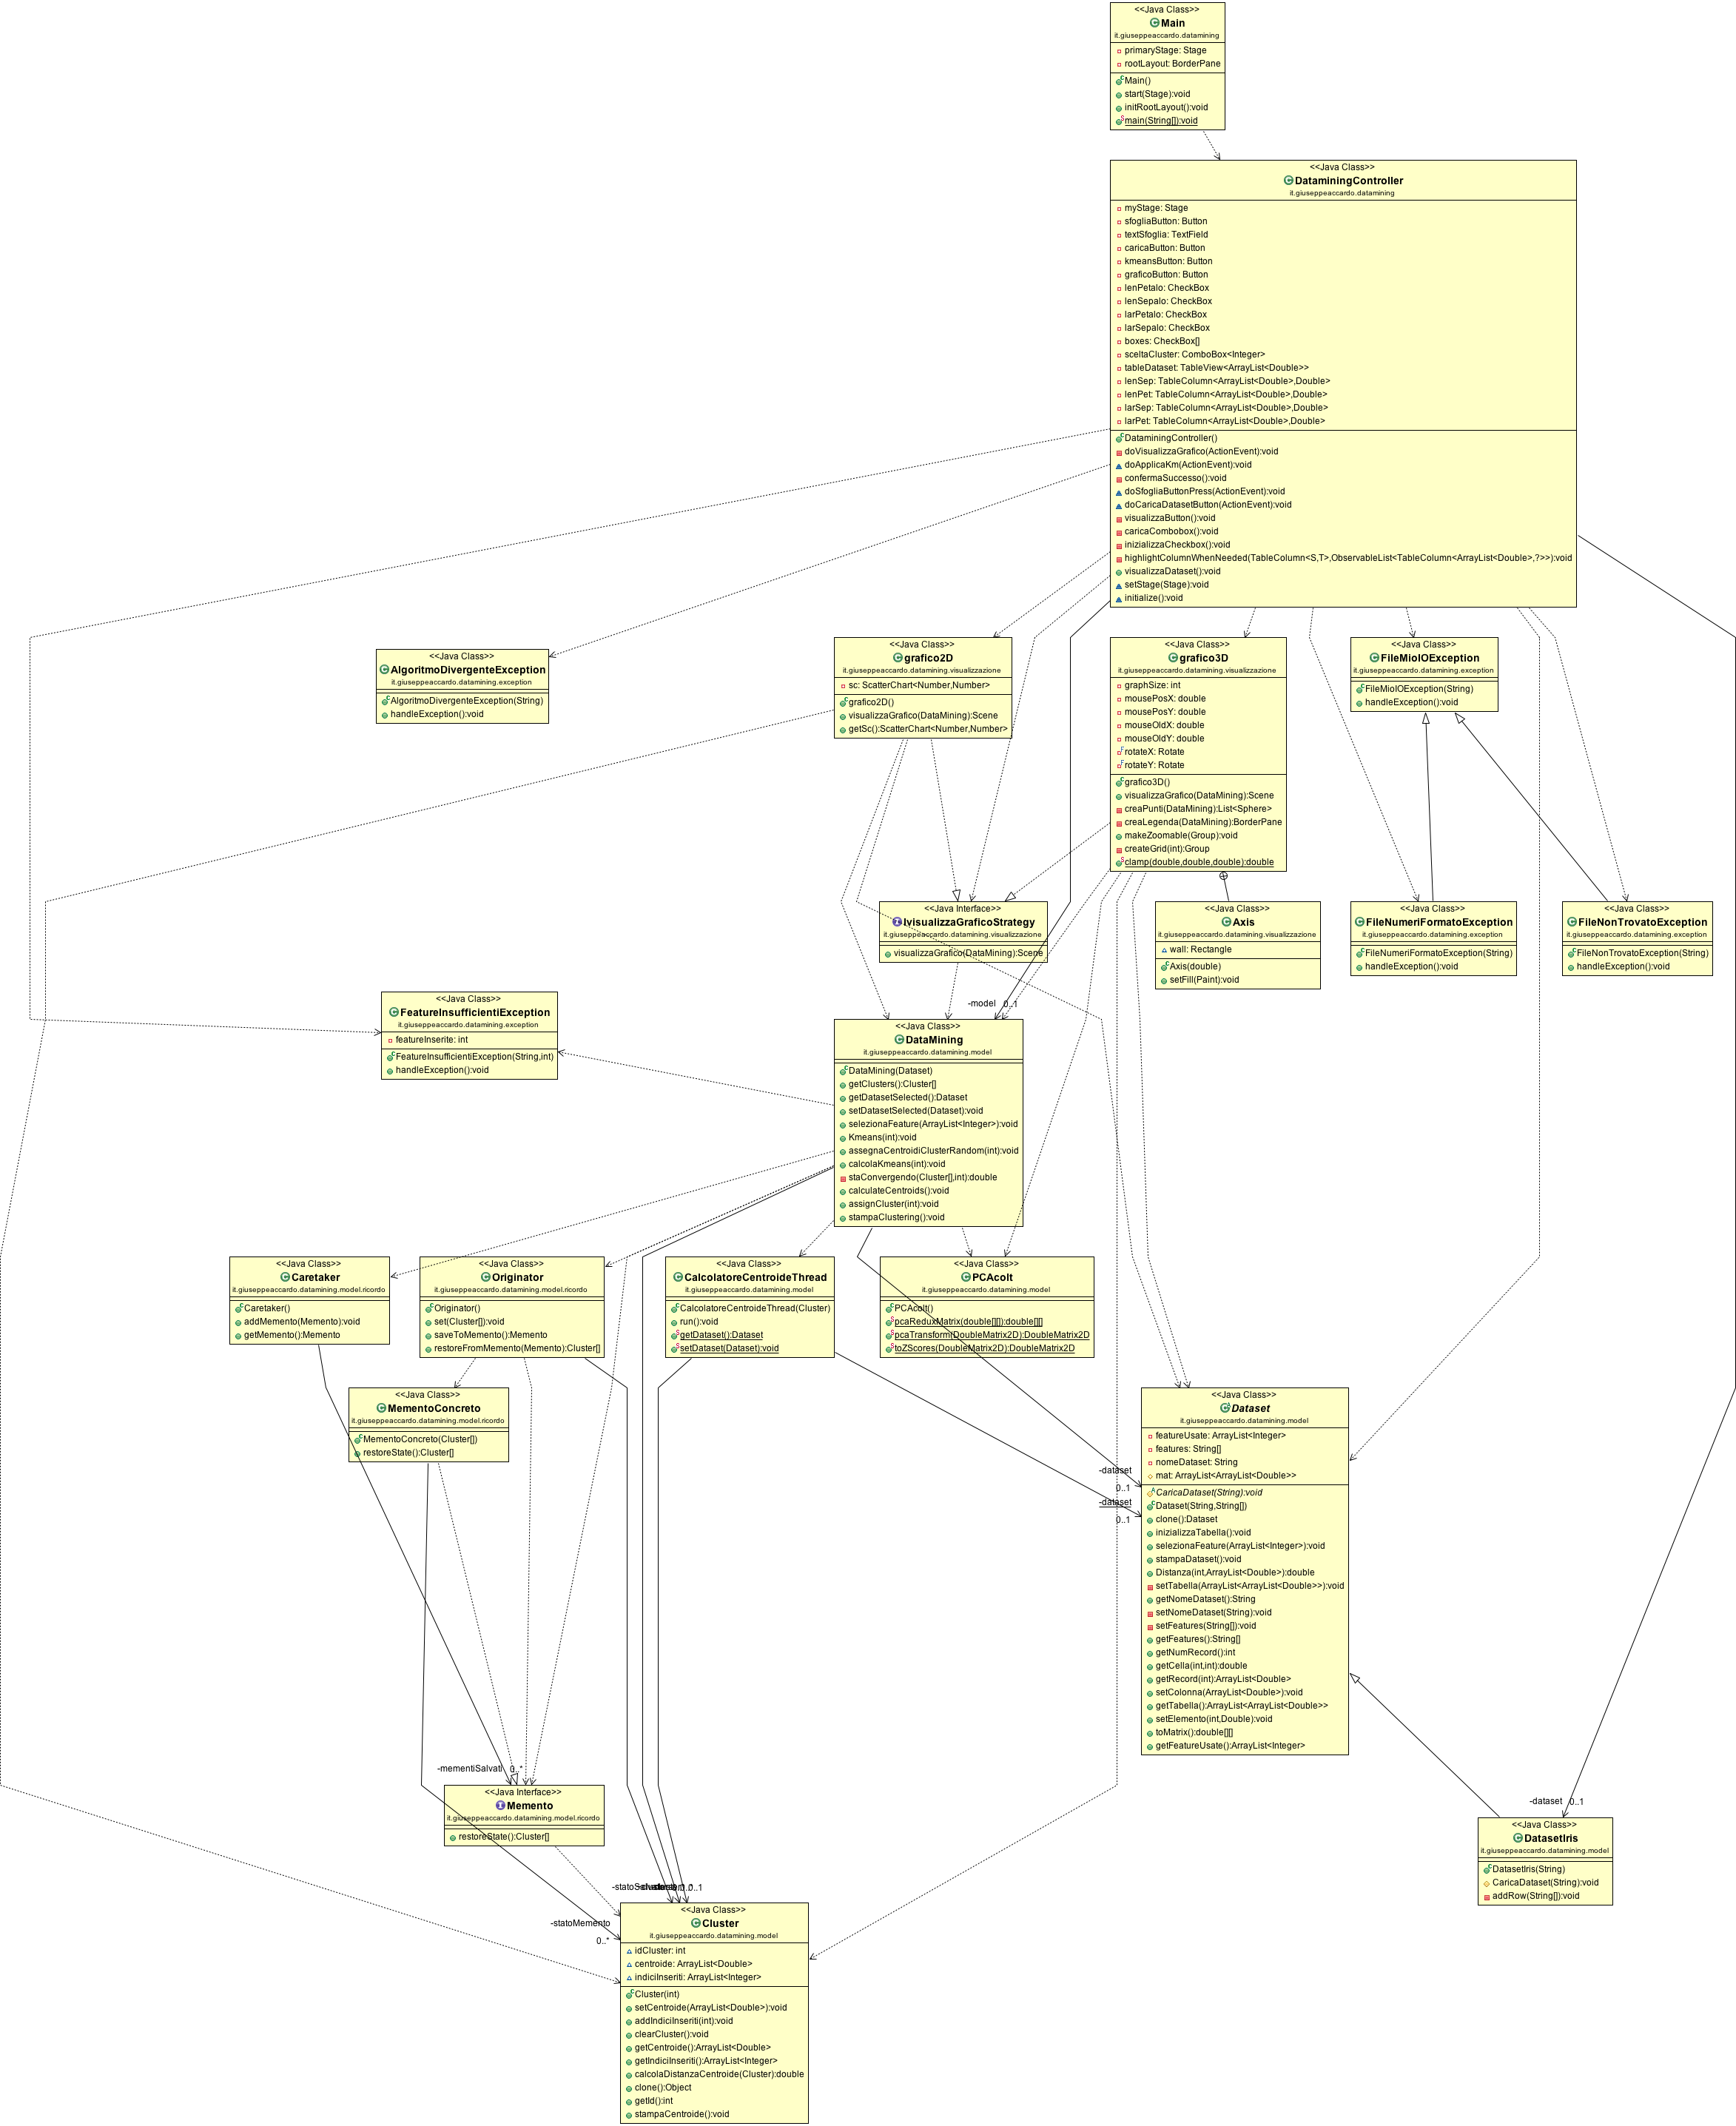 <<Java Class>>
Main
it.giuseppeaccardo.datamining
primaryStage: Stage
rootLayout: BorderPane
Main()
start(Stage):void
initRootLayout():void
main(String[]):void
<<Java Class>>
DataminingController
it.giuseppeaccardo.datamining
myStage: Stage
sfogliaButton: Button
textSfoglia: TextField
caricaButton: Button
kmeansButton: Button
graficoButton: Button
lenPetalo: CheckBox
lenSepalo: CheckBox
larPetalo: CheckBox
larSepalo: CheckBox
boxes: CheckBox[]
sceltaCluster: ComboBox<Integer>
tableDataset: TableView<ArrayList<Double>>
lenSep: TableColumn<ArrayList<Double>,Double>
lenPet: TableColumn<ArrayList<Double>,Double>
larSep: TableColumn<ArrayList<Double>,Double>
larPet: TableColumn<ArrayList<Double>,Double>
DataminingController()
doVisualizzaGrafico(ActionEvent):void
doApplicaKm(ActionEvent):void
confermaSuccesso():void
doSfogliaButtonPress(ActionEvent):void
doCaricaDatasetButton(ActionEvent):void
visualizzaButton():void
caricaCombobox():void
inizializzaCheckbox():void
highlightColumnWhenNeeded(TableColumn<S,T>,ObservableList<TableColumn<ArrayList<Double>,?>>):void
visualizzaDataset():void
setStage(Stage):void
initialize():void
<<Java Class>>
AlgoritmoDivergenteException
it.giuseppeaccardo.datamining.exception
AlgoritmoDivergenteException(String)
handleException():void
<<Java Class>>
grafico2D
it.giuseppeaccardo.datamining.visualizzazione
sc: ScatterChart<Number,Number>
grafico2D()
visualizzaGrafico(DataMining):Scene
getSc():ScatterChart<Number,Number>
<<Java Class>>
grafico3D
it.giuseppeaccardo.datamining.visualizzazione
graphSize: int
mousePosX: double
mousePosY: double
mouseOldX: double
mouseOldY: double
rotateX: Rotate
rotateY: Rotate
grafico3D()
visualizzaGrafico(DataMining):Scene
creaPunti(DataMining):List<Sphere>
creaLegenda(DataMining):BorderPane
makeZoomable(Group):void
createGrid(int):Group
clamp(double,double,double):double
<<Java Class>>
FileMioIOException
it.giuseppeaccardo.datamining.exception
FileMioIOException(String)
handleException():void
<<Java Interface>>
IvisualizzaGraficoStrategy
it.giuseppeaccardo.datamining.visualizzazione
visualizzaGrafico(DataMining):Scene
<<Java Class>>
Axis
it.giuseppeaccardo.datamining.visualizzazione
wall: Rectangle
Axis(double)
setFill(Paint):void
<<Java Class>>
FileNumeriFormatoException
it.giuseppeaccardo.datamining.exception
FileNumeriFormatoException(String)
handleException():void
<<Java Class>>
FileNonTrovatoException
it.giuseppeaccardo.datamining.exception
FileNonTrovatoException(String)
handleException():void
<<Java Class>>
FeatureInsufficientiException
it.giuseppeaccardo.datamining.exception
featureInserite: int
FeatureInsufficientiException(String,int)
handleException():void
-model 0..1
<<Java Class>>
DataMining
it.giuseppeaccardo.datamining.model
DataMining(Dataset)
getClusters():Cluster[]
getDatasetSelected():Dataset
setDatasetSelected(Dataset):void
selezionaFeature(ArrayList<Integer>):void
Kmeans(int):void
assegnaCentroidiClusterRandom(int):void
calcolaKmeans(int):void
staConvergendo(Cluster[],int):double
calculateCentroids():void
assignCluster(int):void
stampaClustering():void
<<Java Class>>
Caretaker
it.giuseppeaccardo.datamining.model.ricordo
Caretaker()
addMemento(Memento):void
getMemento():Memento
<<Java Class>>
Originator
it.giuseppeaccardo.datamining.model.ricordo
Originator()
set(Cluster[]):void
saveToMemento():Memento
restoreFromMemento(Memento):Cluster[]
<<Java Class>>
CalcolatoreCentroideThread
it.giuseppeaccardo.datamining.model
CalcolatoreCentroideThread(Cluster)
run():void
getDataset():Dataset
setDataset(Dataset):void
<<Java Class>>
PCAcolt
it.giuseppeaccardo.datamining.model
PCAcolt()
pcaReduxMatrix(double[][]):double[][]
pcaTransform(DoubleMatrix2D):DoubleMatrix2D
toZScores(DoubleMatrix2D):DoubleMatrix2D
<<Java Class>>
MementoConcreto
it.giuseppeaccardo.datamining.model.ricordo
MementoConcreto(Cluster[])
restoreState():Cluster[]
-dataset
0..1
-dataset
0..1
<<Java Class>>
Dataset
it.giuseppeaccardo.datamining.model
featureUsate: ArrayList<Integer>
features: String[]
nomeDataset: String
mat: ArrayList<ArrayList<Double>>
CaricaDataset(String):void
Dataset(String,String[])
clone():Dataset
inizializzaTabella():void
selezionaFeature(ArrayList<Integer>):void
stampaDataset():void
Distanza(int,ArrayList<Double>):double
setTabella(ArrayList<ArrayList<Double>>):void
getNomeDataset():String
setNomeDataset(String):void
setFeatures(String[]):void
getFeatures():String[]
getNumRecord():int
getCella(int,int):double
getRecord(int):ArrayList<Double>
setColonna(ArrayList<Double>):void
getTabella():ArrayList<ArrayList<Double>>
setElemento(int,Double):void
toMatrix():double[][]
getFeatureUsate():ArrayList<Integer>
-mementiSalvati 0..*
<<Java Interface>>
Memento
it.giuseppeaccardo.datamining.model.ricordo
restoreState():Cluster[]
-dataset 0..1
<<Java Class>>
DatasetIris
it.giuseppeaccardo.datamining.model
DatasetIris(String)
CaricaDataset(String):void
addRow(String[]):void
0..1
-statoMemento
0..*
<<Java Class>>
Cluster
it.giuseppeaccardo.datamining.model
idCluster: int
centroide: ArrayList<Double>
indiciInseriti: ArrayList<Integer>
Cluster(int)
setCentroide(ArrayList<Double>):void
addIndiciInseriti(int):void
clearCluster():void
getCentroide():ArrayList<Double>
getIndiciInseriti():ArrayList<Integer>
calcolaDistanzaCentroide(Cluster):double
clone():Object
getId():int
stampaCentroide():void